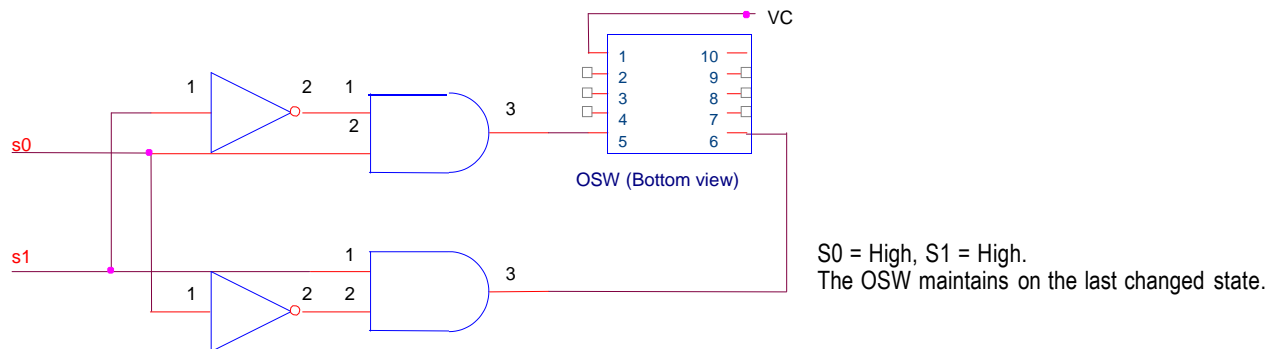 VC
1 10
2 9
3 8
4 7
5 6
OSW (Bottom view)
1 2 1
2
3
s0
s1
1
3
1 2 2
S0 = High, S1 = High.
The OSW maintains on the last changed state.